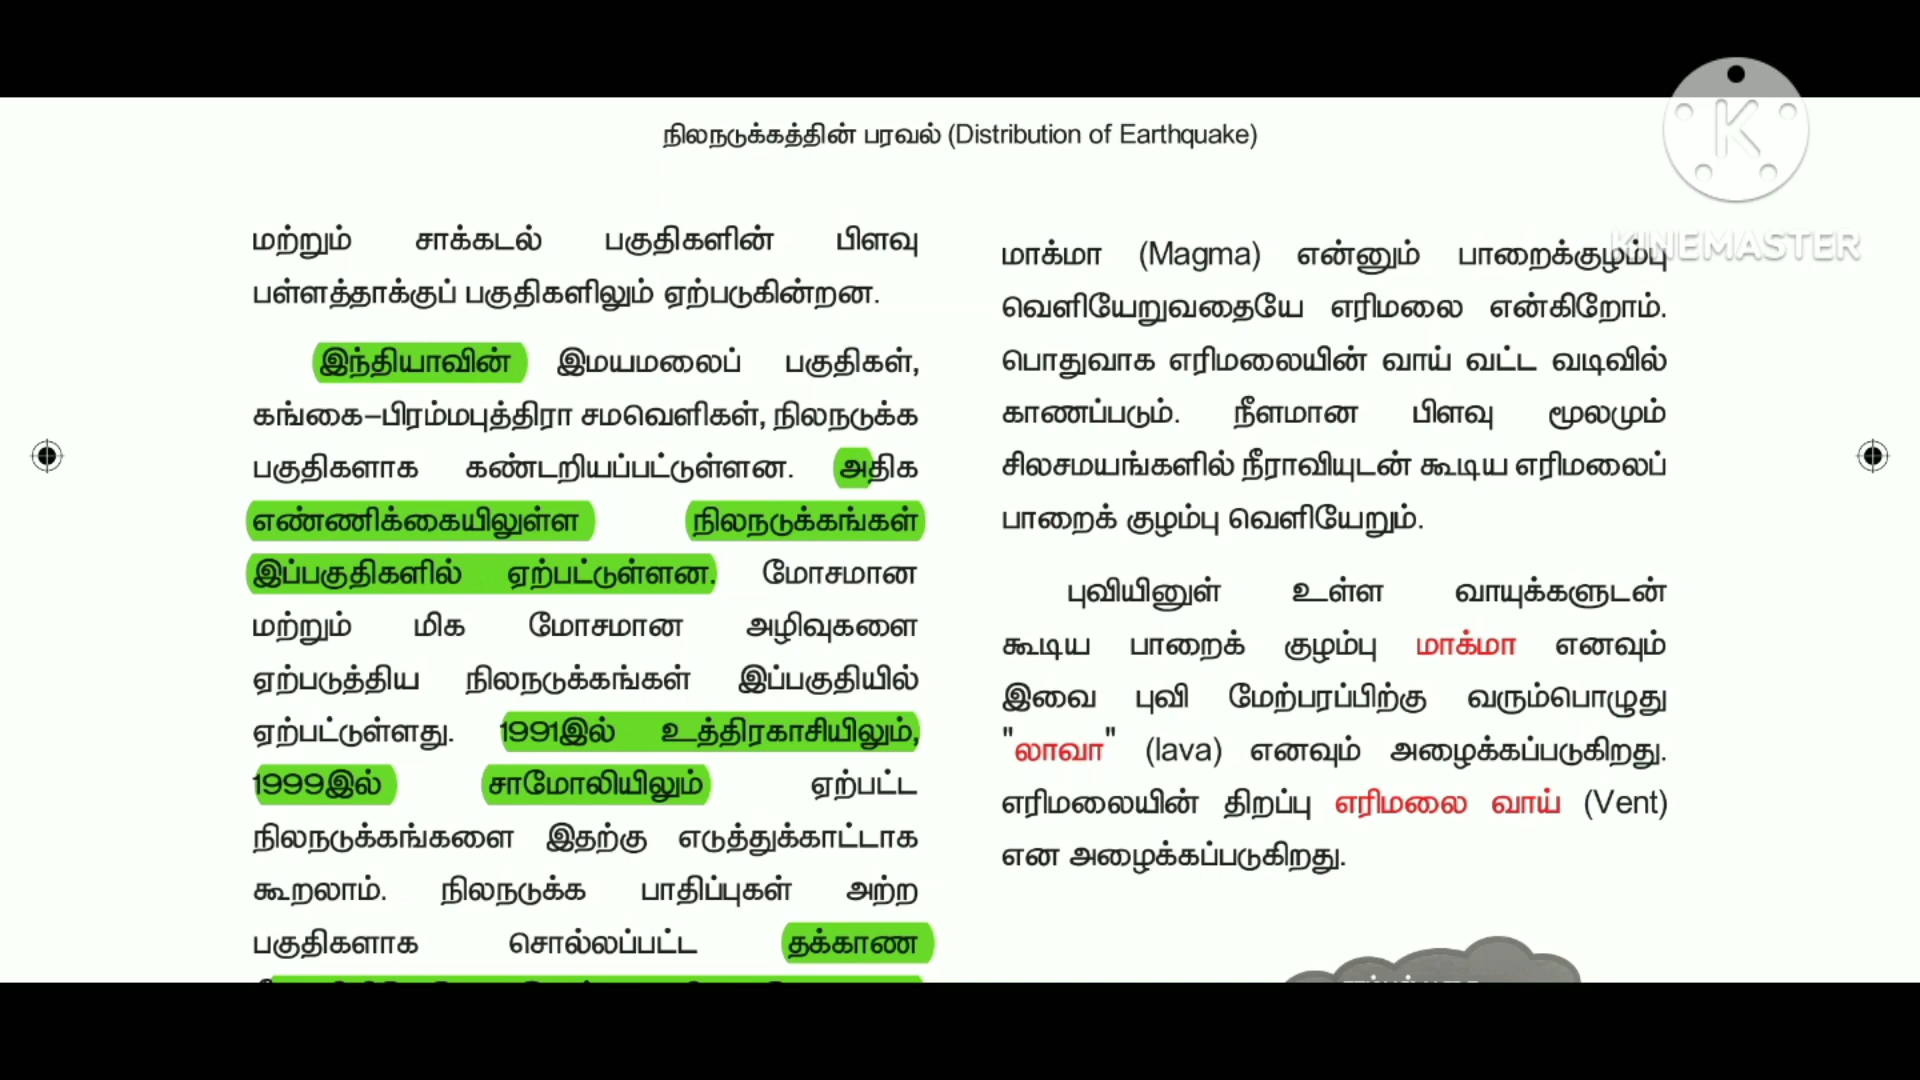 நிலநடுக்கத்தின் பரவல் (Distribution of Earthquake)
மற்றும் சாக்கடல் பகுதிகளின் பிளவு
பள்ளத்தாக்குப் பகுதிகளிலும் ஏற்படுகின்றன.
இந்தியாவின் இமயமலைப் பகுதிகள்,
கங்கை–பிரம்மபுத்திரா சமவெளிகள், நிலநடுக்க
பகுதிகளாக கண்டறியப்பட்டுள்ளன. அதிக
எண்ணிக்கையிலுள்ள நிலநடுக்கங்கள்
இப்பகுதிகளில் ஏற்பட்டுள்ளன. மோசமான
மற்றும் மிக மோசமான அழிவுகளை
ஏற்படுத்திய நிலநடுக்கங்கள் இப்பகுதியில்
ஏற்பட்டுள்ளது. 1991இல் உத்திரகாசியிலும்,
1999இல் சாமோலியிலும் ஏற்பட்ட
நிலநடுக்கங்களை இதற்கு எடுத்துக்காட்டாக
கூறலாம். நிலநடுக்க பாதிப்புகள் அற்ற
பகுதிகளாக சொல்லப்பட்ட தக்காண
மாக்மா (Magma) என்னும் பாறைக்குழம்பு
வெளியேறுவதையே எரிமலை என்கிறோம்.
பொதுவாக எரிமலையின் வாய் வட்ட வடிவில்
காணப்படும். நீளமான பிளவு மூலமும்
சிலசமயங்களில் நீராவியுடன் கூடிய எரிமலைப்
பாறைக் குழம்பு வெளியேறும்.
புவியினுள் உள்ள வாயுக்களுடன்
கூடிய பாறைக் குழம்பு மாக்மா எனவும்
இவை புவி மேற்பரப்பிற்கு வரும்பொழுது
"லாவா" (lava) எனவும் அழைக்கப்படுகிறது.
எரிமலையின் திறப்பு எரிமலை வாய் (Vent)
என அழைக்கப்படுகிறது.
K
KINEMASTER